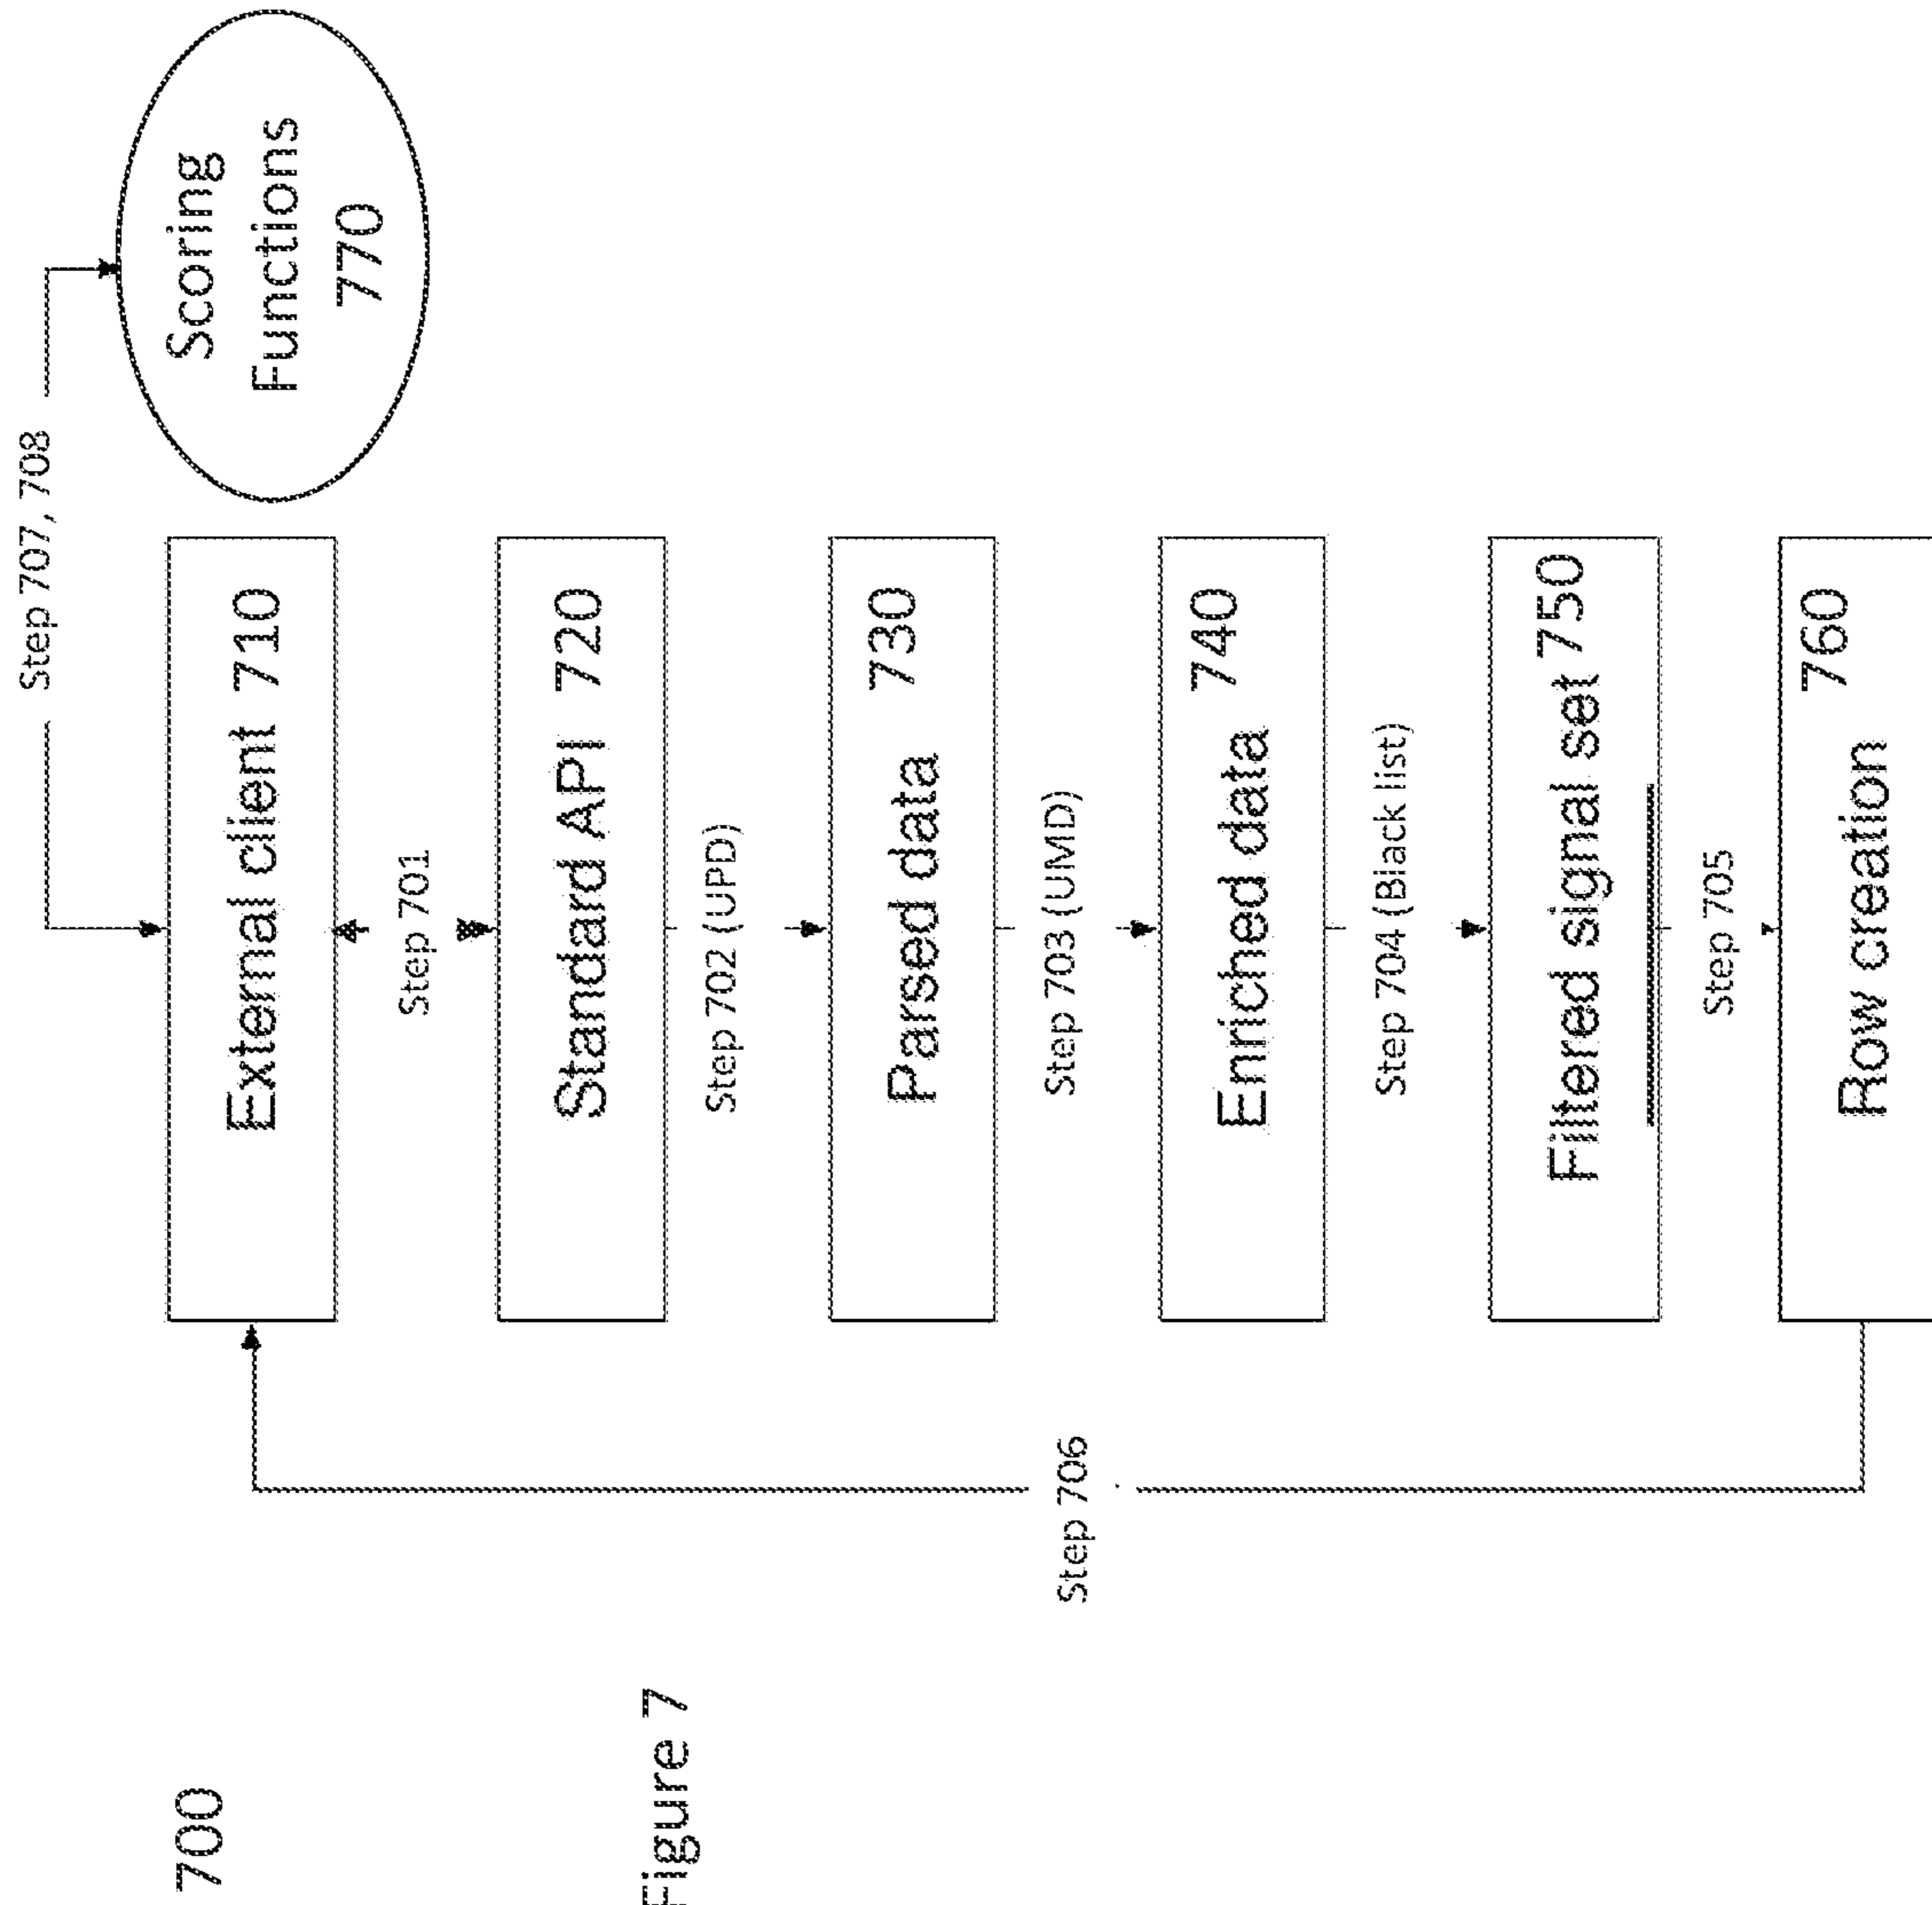 700
Figure 7
Step 707, 708
Scoring
Functions
770
External client 710
Step 701
Standard API 720
Step 702 (UPD)
Parsed data 730
Step 703 (UMD)
Enriched data 740
Step 704 (Black list)
Filtered signal set 750
Step 705
Row creation 760
Step 706